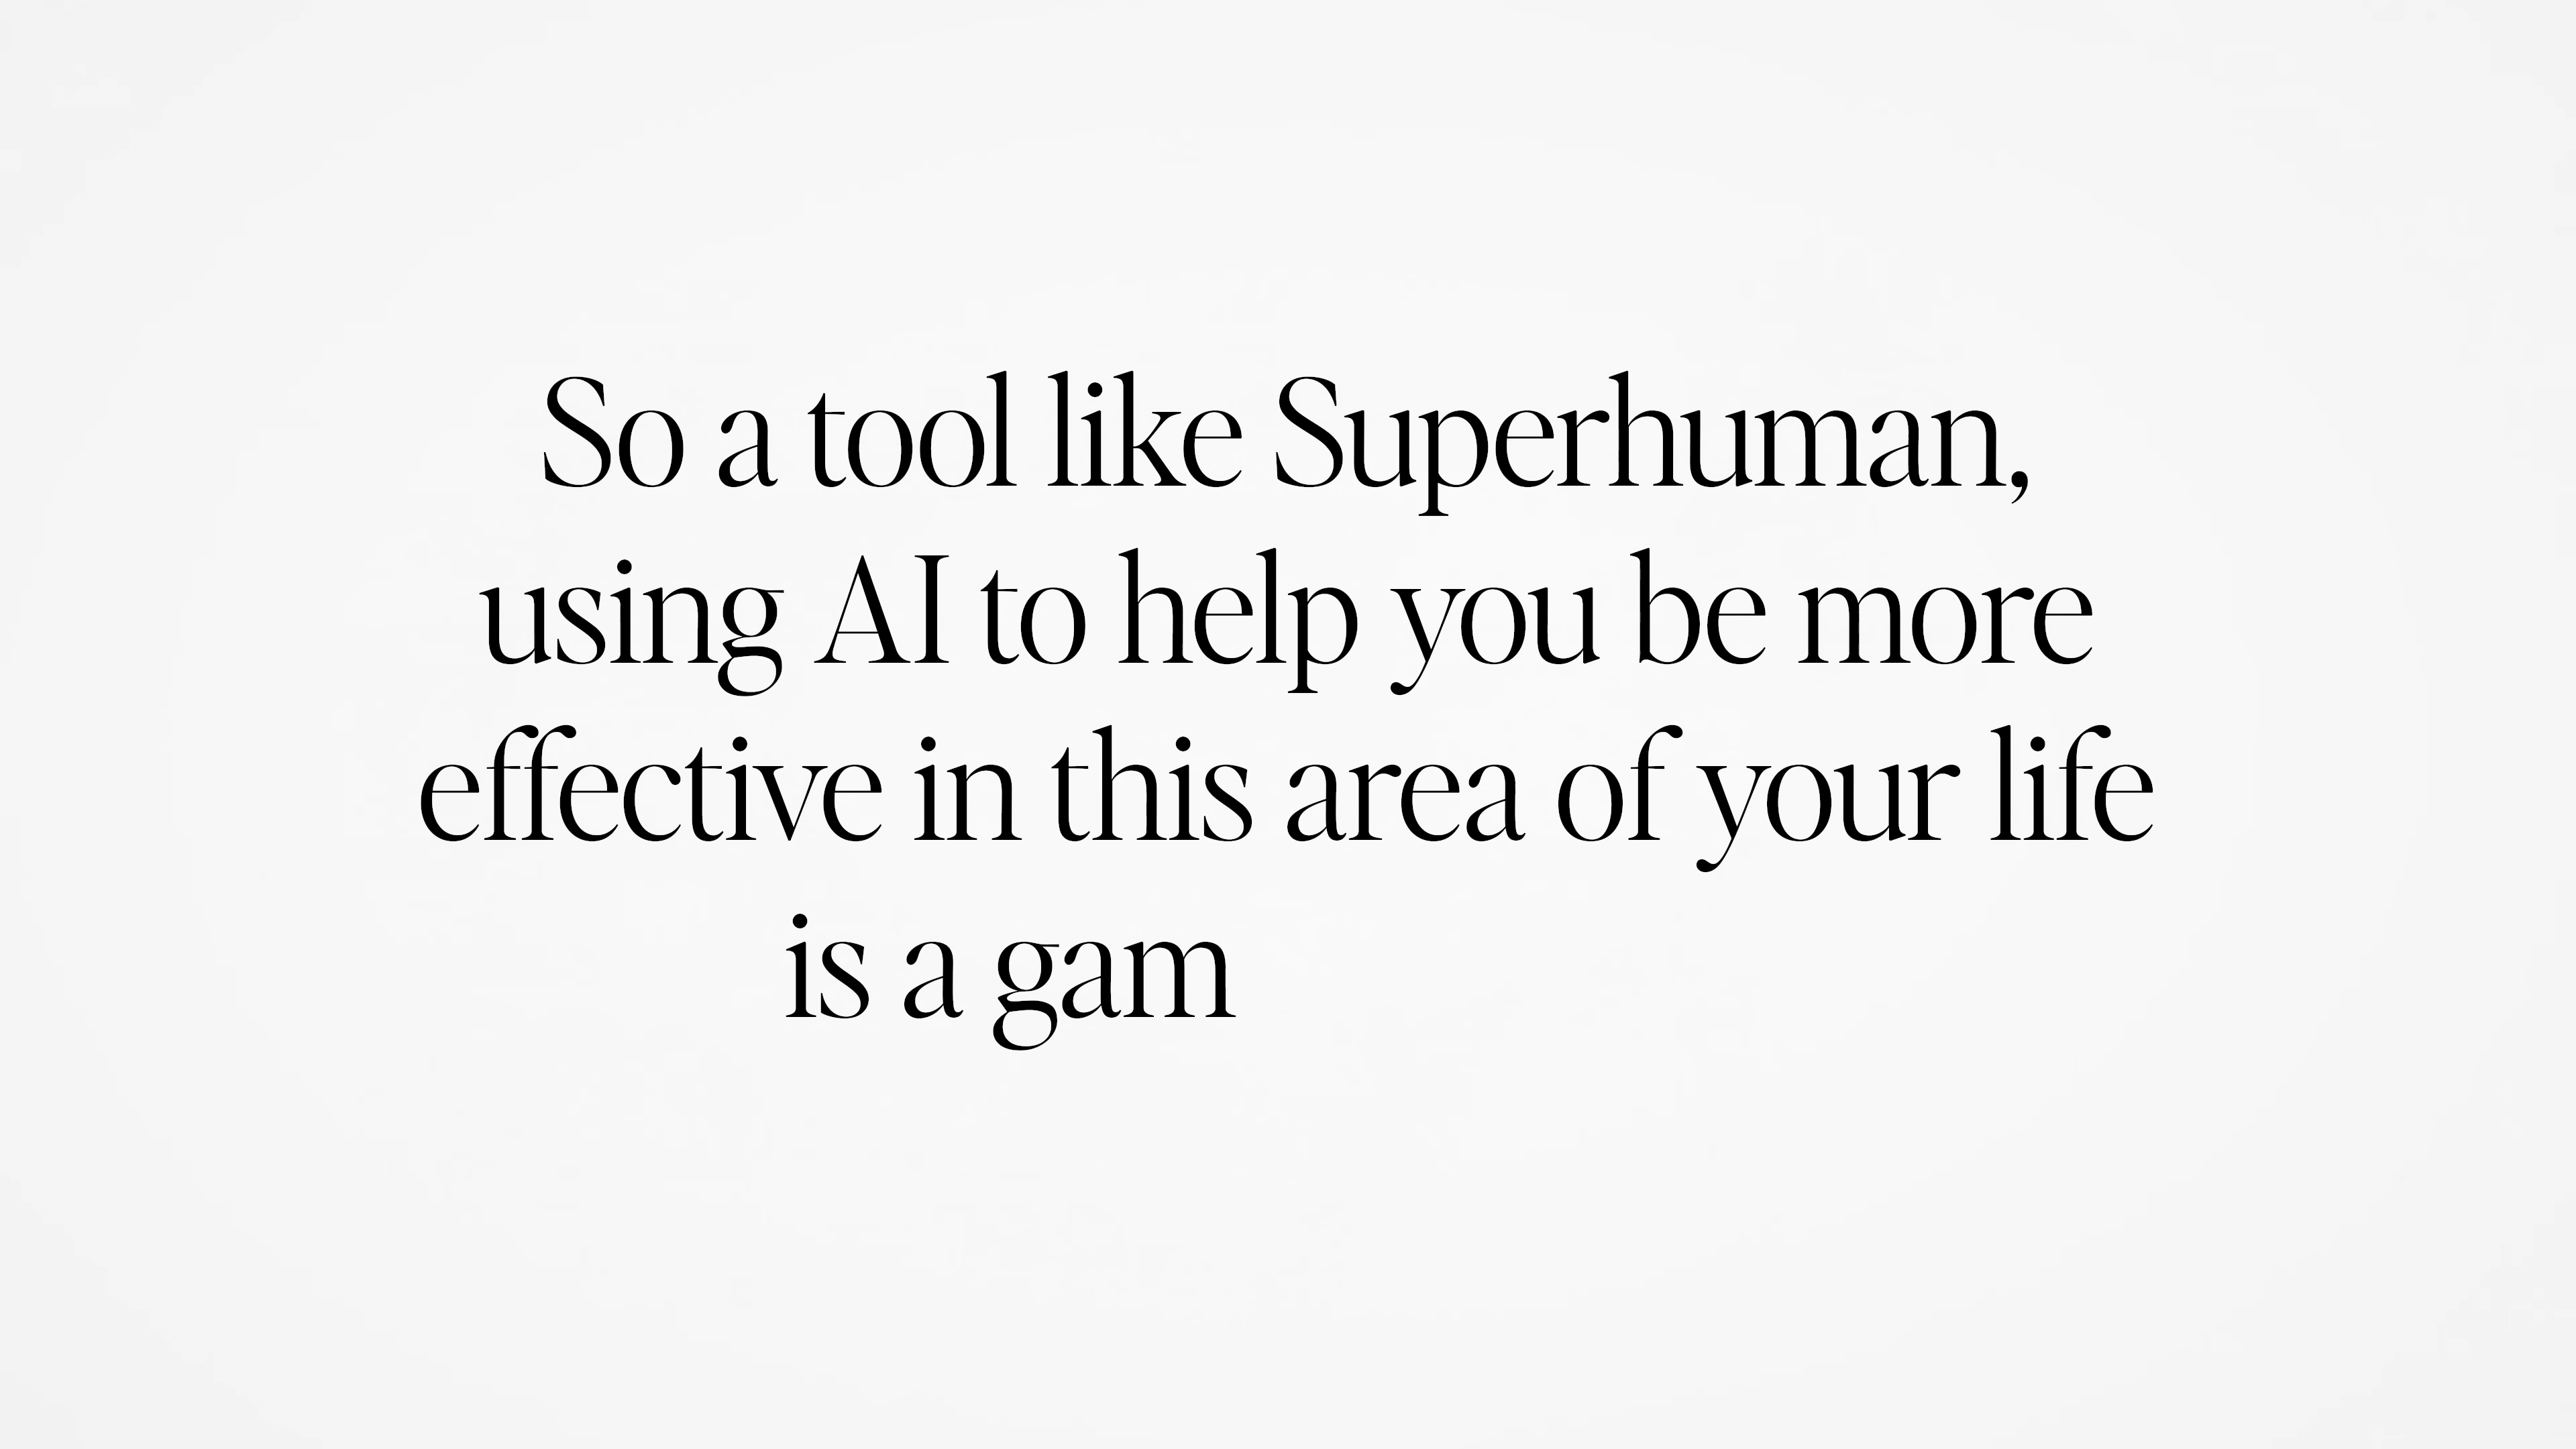 So a tool like Superhuman,
using AI to help you be more
effective in this area of your life
is a gam